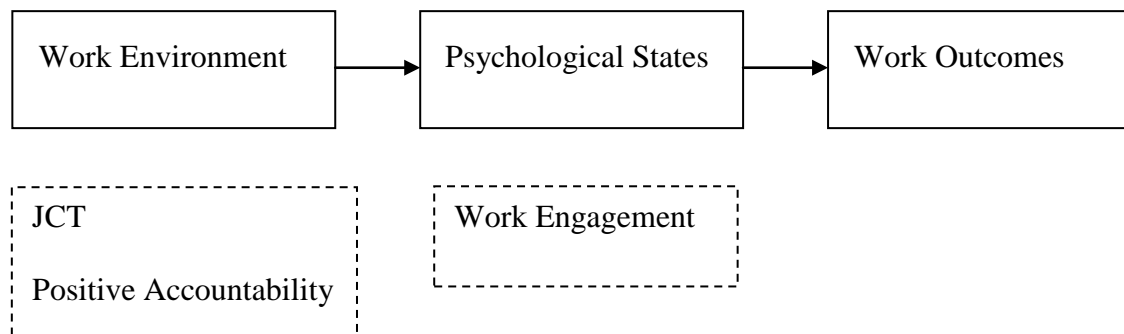 Work Environment
Psychological States
Work Outcomes
JCT
Positive Accountability
Work Engagement